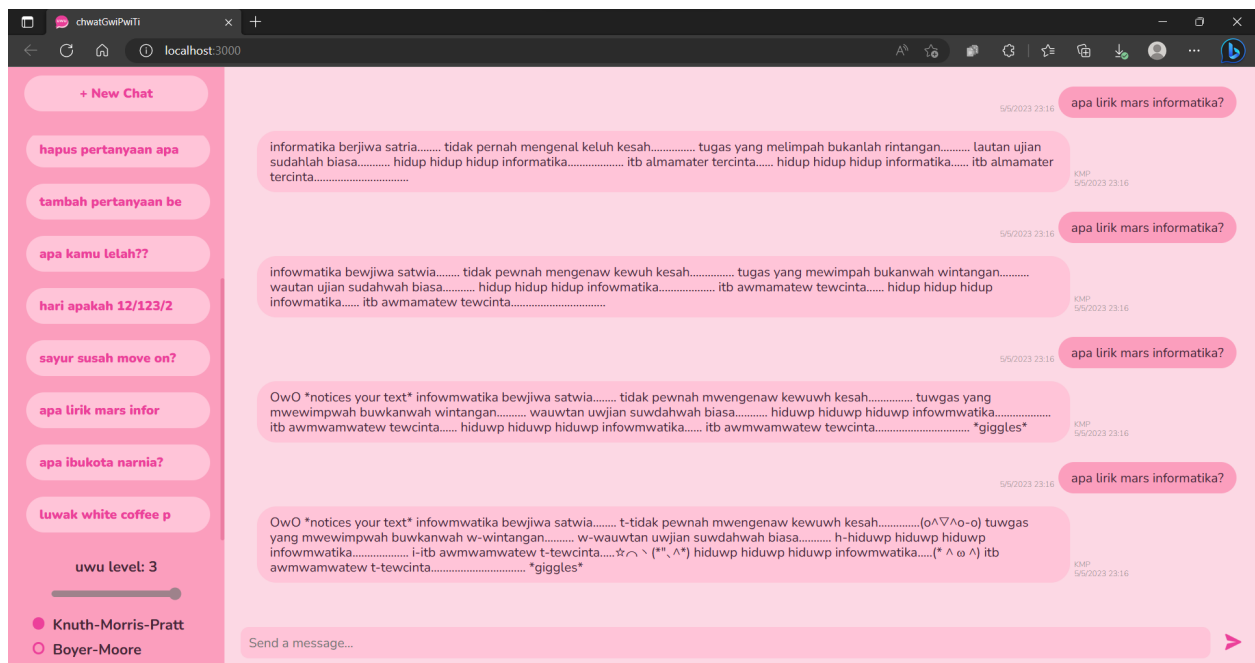 chwatGwiPwiTi
localhost:3000
+ New Chat
hapus pertanyaan apa
tambah pertanyaan be
apa kamu lelah??
hari apakah 12/123/2
sayur susah move on?
apa lirik mars infor
apa ibukota narnia?
luwak white coffee p
uwu level: 3
Knuth-Morris-Pratt
Boyer-Moore
5/5/2023 23:16 apa lirik mars informatika?
informatika berjiwa satria........ tidak pernah mengenal keluh kesah............... tugas yang melimpah bukanlah rintangan.......... lautan ujian
sudahlah biasa........... hidup hidup hidup informatika................... itb almamater tercinta...... hidup hidup hidup informatika...... itb almamater
tercinta................................
KMP
5/5/2023 23:16
5/5/2023 23:16 apa lirik mars informatika?
infowmatika bewjiwa satwia........ tidak pewnah mengenaw kewuh kesah............... tugas yang mewimpah bukanwah wintangan..........
wautan ujian sudahwah biasa........... hidup hidup hidup infowmatika................... itb awmamatew tewcinta...... hidup hidup hidup
infowmatika...... itb awmamatew tewcinta................................
KMP
5/5/2023 23:16
5/5/2023 23:16 apa lirik mars informatika?
OwO *notices your text* infowmwatika bewjiwa satwia........ tidak pewnah mwengenaw kewuwh kesah............... tuwgas yang
mwewimpwah buwkanwah wintangan.......... wauwtan uwjian suwdahwah biasa........... hiduwp hiduwp hiduwp infowmwatika...................
itb awmwamwatew tewcinta...... hiduwp hiduwp hiduwp infowmwatika...... itb awmwamwatew tewcinta................................ *giggles*
KMP
5/5/2023 23:16
5/5/2023 23:16 apa lirik mars informatika?
OwO *notices your text* infowmwatika bewjiwa satwia........ t-tidak pewnah mwengenaw kewuwh kesah..............(o^▽^o-o) tuwgas
yang mwewimpwah buwkanwah w-wintangan.......... w-wauwtan uwjian suwdahwah biasa........... h-hiduwp hiduwp hiduwp
infowmwatika................... i-itb awmwamwatew t-tewcinta.....☆⌒ヽ(*"､^*) hiduwp hiduwp hiduwp infowmwatika.....(* ^ ω ^) itb
awmwamwatew t-tewcinta................................ *giggles*
KMP
5/5/2023 23:16
Send a message...